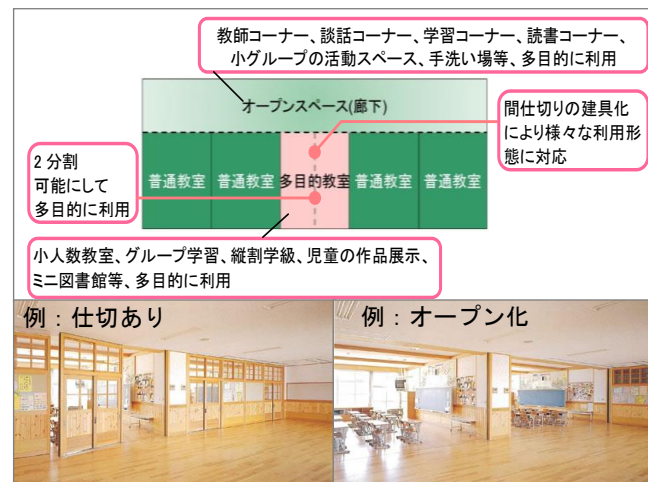 教師コーナー、談話コーナー、学習コーナー、読書コーナー、
小グループの活動スペース、手洗い場等、多目的に利用
オープンスペース(廊下)
間仕切りの建具化
により様々な利用形
態に対応
2分割
可能にして
多目的に利用
普通教室
普通教室
多目的教室
普通教室
普通教室
小人数教室、グループ学習、縦割学級、児童の作品展示、
ミニ図書館等、多目的に利用
例：仕切あり
例：オープン化